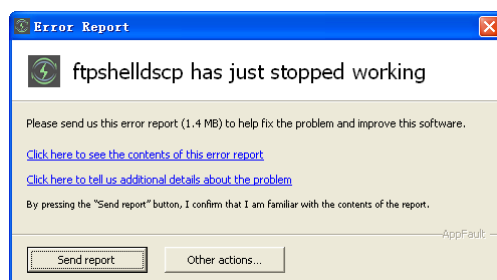 Error Report
ftpshelldscp has just stopped working
Please send us this error report (1.4 MB) to help fix the problem and improve this software.
Click here to see the contents of this error report
Click here to tell us additional details about the problem
By pressing the "Send report" button, I confirm that I am familiar with the contents of the report.
AppFault
Send report
Other actions...